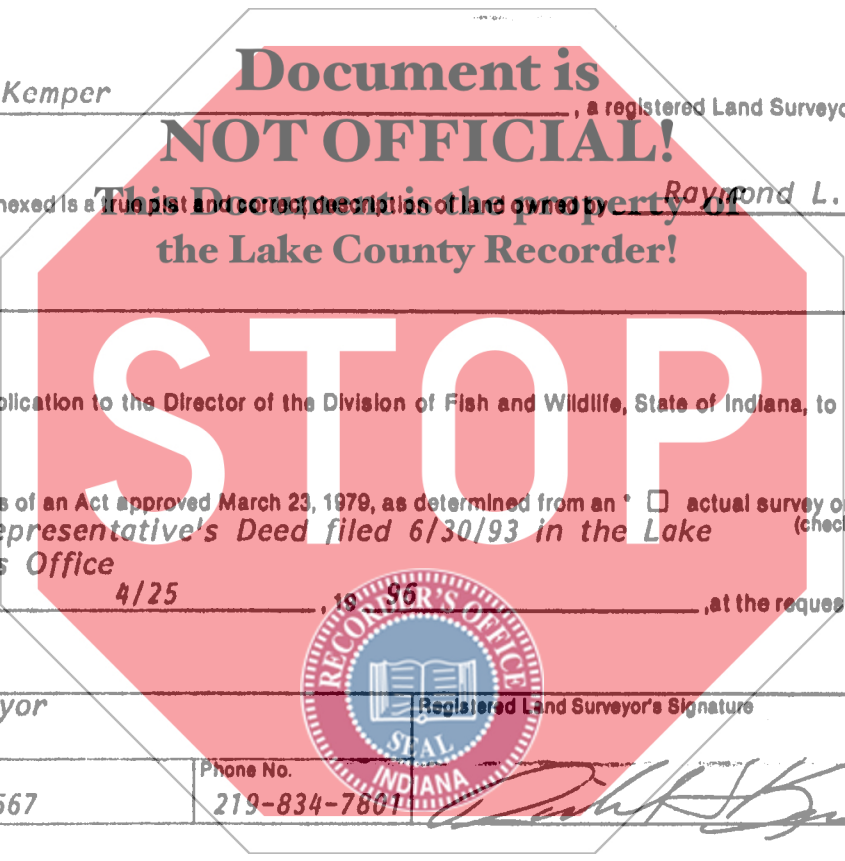 Document is
Kemper , a registered Land Surveyo
NOT OFFICIAL!
nexed is a true plat and correct description of land owned by Raymond L.
This Document is the property of
the Lake County Recorder!
STOP
plication to the Director of the Division of Fish and Wildlife, State of Indiana, to
s of an Act approved March 23, 1979, as determined from an * ☐ actual survey o
epresentative's Deed filed 6/30/93 in the Lake (chec
s Office
4/25 , 19 96 ,at the reques
RECORDER'S OFFICE
SEAL
INDIANA
yor Registered Land Surveyor's Signature
Phone No.
567 219-834-7801